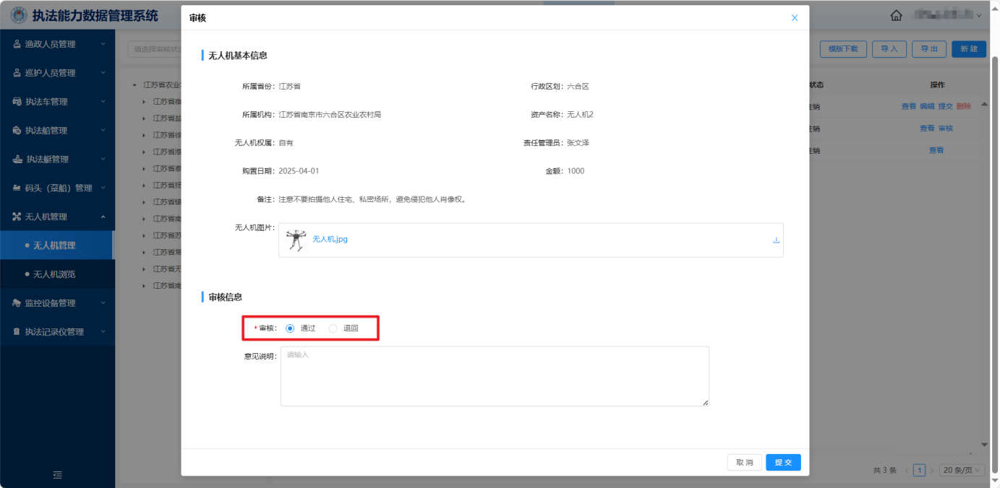 执法能力数据管理系统
审核
渔政人员管理
巡护人员管理
执法车管理
执法船管理
执法艇管理
码头（趸船）管理
无人机管理
无人机管理
无人机浏览
监控设备管理
执法记录仪管理
请选择审核状
江苏省农业
江苏省
江苏省盐
江苏省徐
江苏省淮
江苏省泰
江苏省扬
江苏省镇
江苏省南
江苏省苏
江苏省常
江苏省无
江苏省南
无人机基本信息
所属省份： 江苏省 行政区划： 六合区
所属机构： 江苏省南京市六合区农业农村局 资产名称： 无人机2
无人机权属： 自有 责任管理员： 张文泽
购置日期： 2025-04-01 金额： 1000
备注： 注意不要拍摄他人住宅、私密场所，避免侵犯他人肖像权。
无人机图片： 无人机.jpg
审核信息
* 审核： 通过 退回
意见说明： 请输入
取 消 提 交
模版下载 导 入 导 出 新 建
状态 操作
注销 查看 编辑 提交 删除
注销 查看 审核
注销 查看
共 3 条 < 1 > 20 条/页